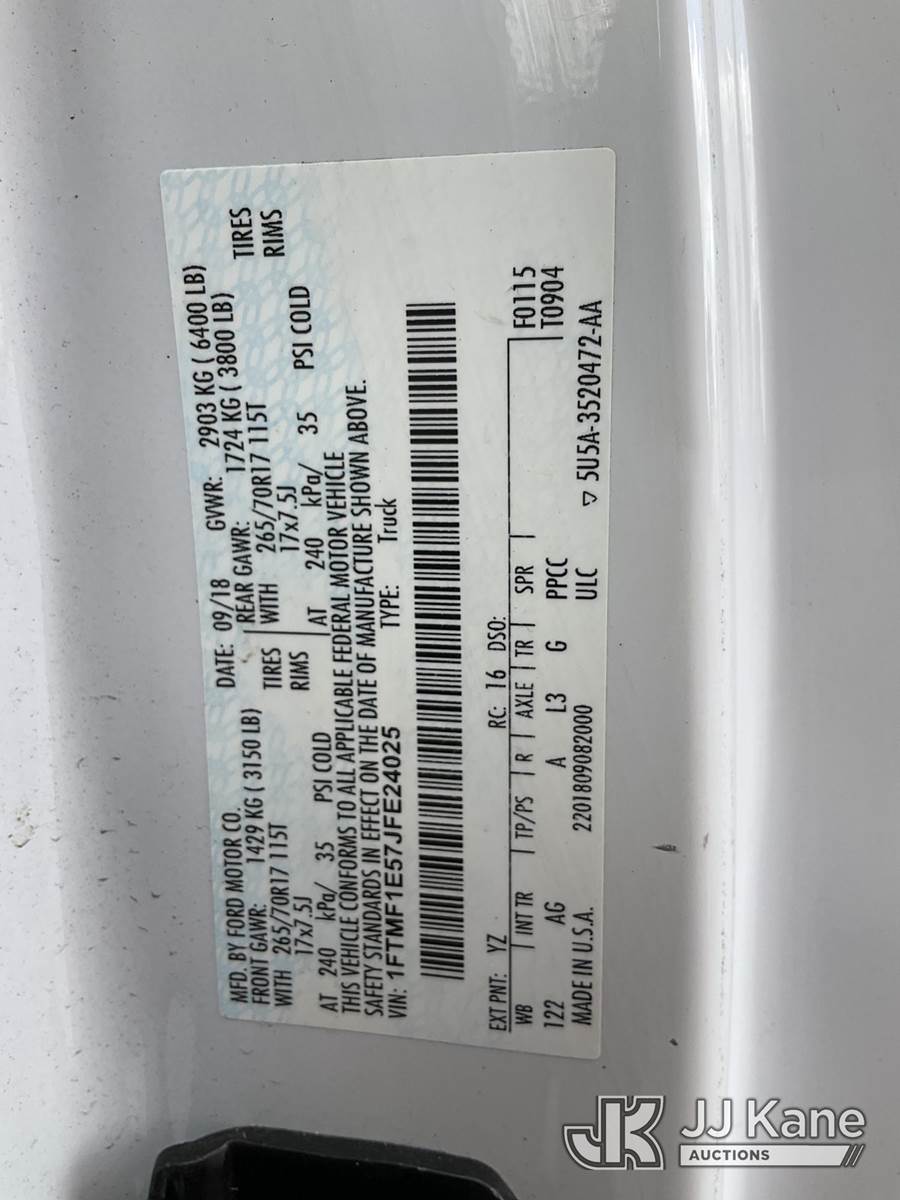 MFD. BY FORD MOTOR CO.
DATE: 09/18 GVWR: 2903 KG ( 6400 LB)
FRONT GAWR: 1429 KG ( 3150 LB) REAR GAWR: 1724 KG ( 3800 LB)
WITH 265/70R17 115T TIRES WITH 265/70R17 115T TIRES
17x7.5J RIMS 17x7.5J RIMS
AT 240 kPa/ 35 PSI COLD AT 240 kPa/ 35 PSI COLD
THIS VEHICLE CONFORMS TO ALL APPLICABLE FEDERAL MOTOR VEHICLE
SAFETY STANDARDS IN EFFECT ON THE DATE OF MANUFACTURE SHOWN ABOVE.
VIN: 1FTMF1E57JFE24025 TYPE: Truck
EXT PNT: YZ RC: 16 DSO: F0115
WB INT TR TP/PS R AXLE TR SPR T0904
122 AG A L3 G PPCC
MADE IN U.S.A. 2201809082000 ULC ▽ 5U5A-3520472-AA
JK JJ Kane
AUCTIONS